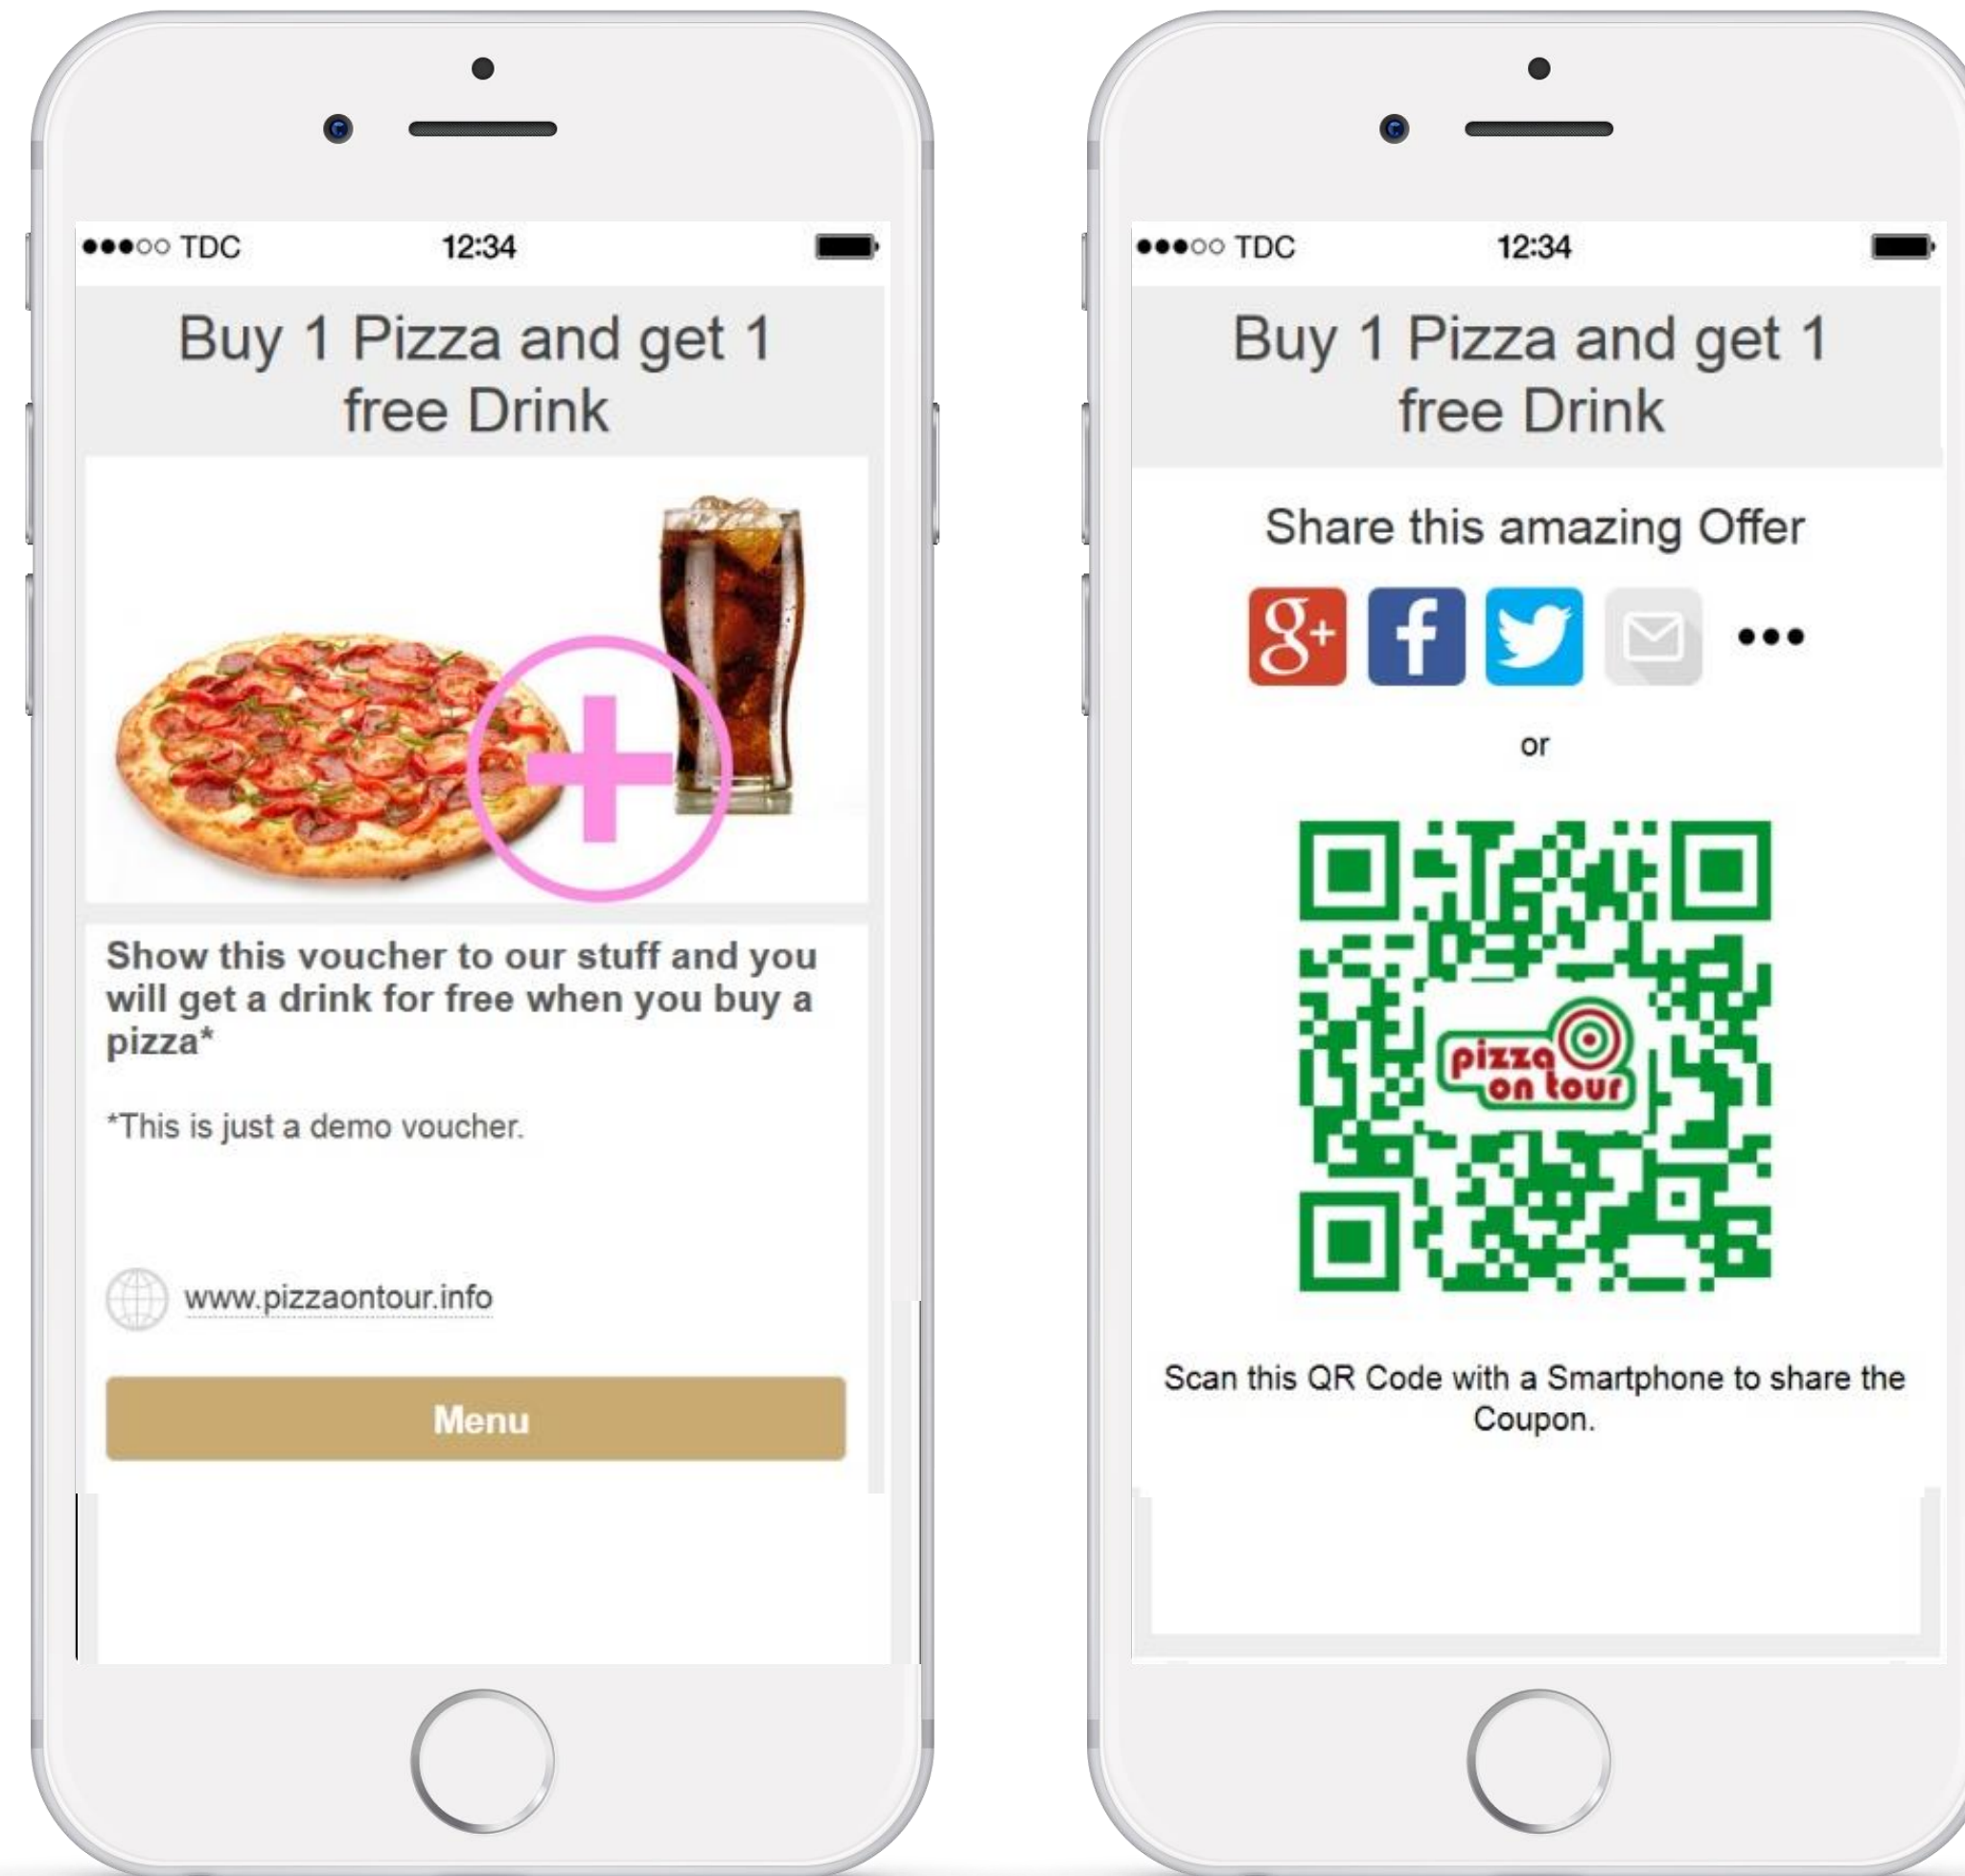 TDC 12:34
Buy 1 Pizza and get 1
free Drink
Show this voucher to our stuff and you
will get a drink for free when you buy a
pizza*
*This is just a demo voucher.
www.pizzaontour.info
Menu
TDC 12:34
Buy 1 Pizza and get 1
free Drink
Share this amazing Offer
g+ f
or
pizza
on tour
Scan this QR Code with a Smartphone to share the
Coupon.